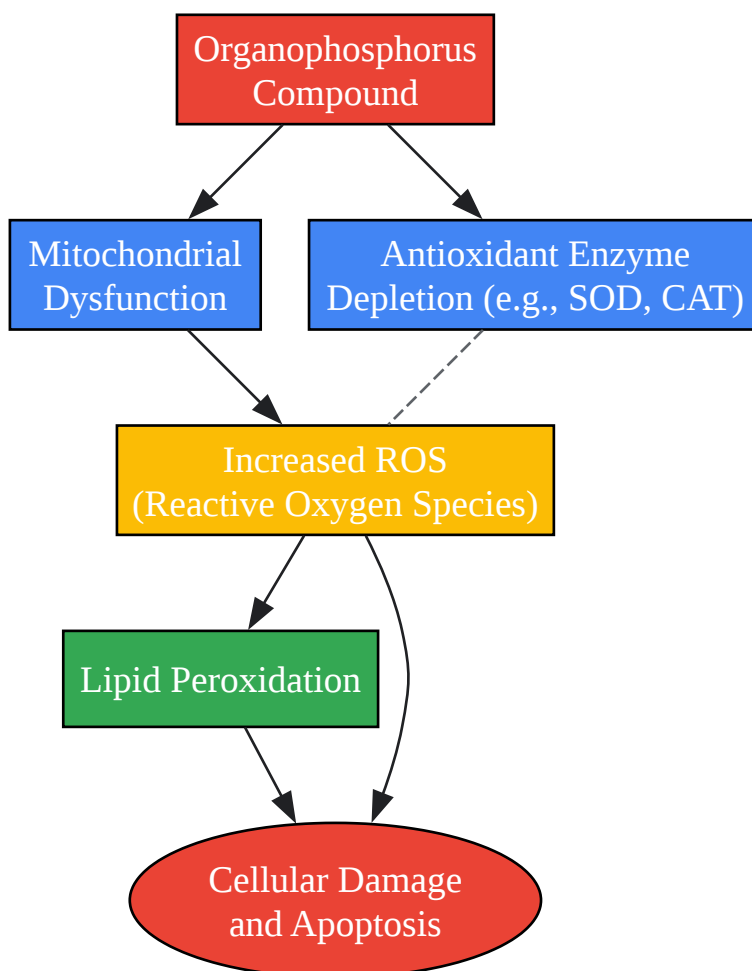 Organophosphorus
Compound
Mitochondrial
Dysfunction
Antioxidant Enzyme
Depletion (e.g., SOD, CAT)
Increased ROS
(Reactive Oxygen Species)
Lipid Peroxidation
Cellular Damage
and Apoptosis